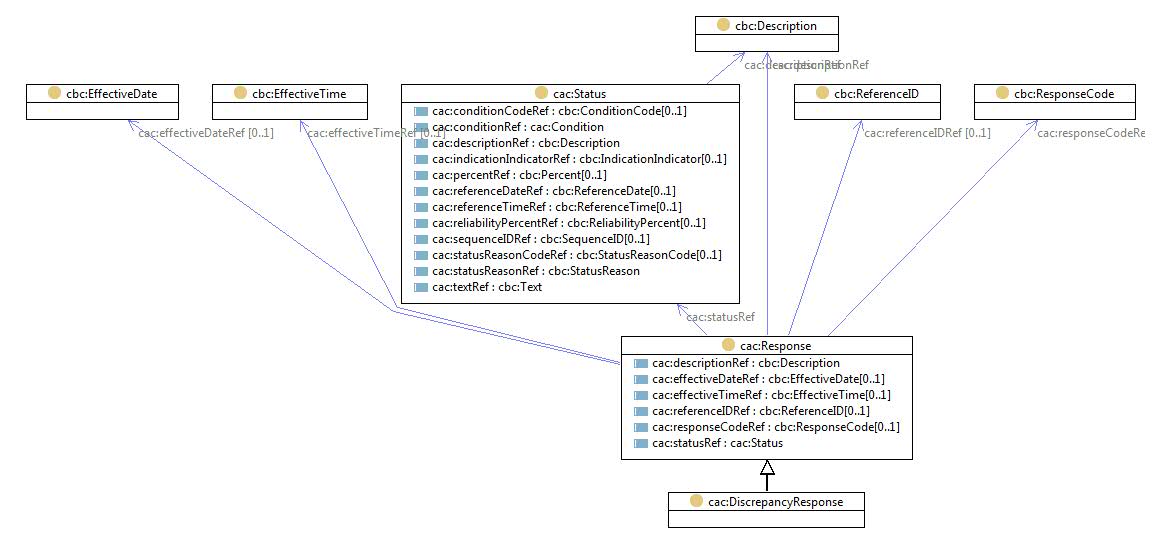 cbc:Description
cac:descriptionRef
cac:descriptionRef
cbc:EffectiveDate
cbc:EffectiveTime
cac:Status
cbc:ReferenceID
cbc:ResponseCode
cac:effectiveDateRef [0..1]
cac:effectiveTimeRef [0..1]
cac:referenceIDRef [0..1]
cac:responseCodeRe
cac:conditionCodeRef : cbc:ConditionCode[0..1]
cac:conditionRef : cac:Condition
cac:descriptionRef : cbc:Description
cac:indicationIndicatorRef : cbc:IndicationIndicator[0..1]
cac:percentRef : cbc:Percent[0..1]
cac:referenceDateRef : cbc:ReferenceDate[0..1]
cac:referenceTimeRef : cbc:ReferenceTime[0..1]
cac:reliabilityPercentRef : cbc:ReliabilityPercent[0..1]
cac:sequenceIDRef : cbc:SequenceID[0..1]
cac:statusReasonCodeRef : cbc:StatusReasonCode[0..1]
cac:statusReasonRef : cbc:StatusReason
cac:textRef : cbc:Text
cac:statusRef
cac:Response
cac:descriptionRef : cbc:Description
cac:effectiveDateRef : cbc:EffectiveDate[0..1]
cac:effectiveTimeRef : cbc:EffectiveTime[0..1]
cac:referenceIDRef : cbc:ReferenceID[0..1]
cac:responseCodeRef : cbc:ResponseCode[0..1]
cac:statusRef : cac:Status
cac:DiscrepancyResponse